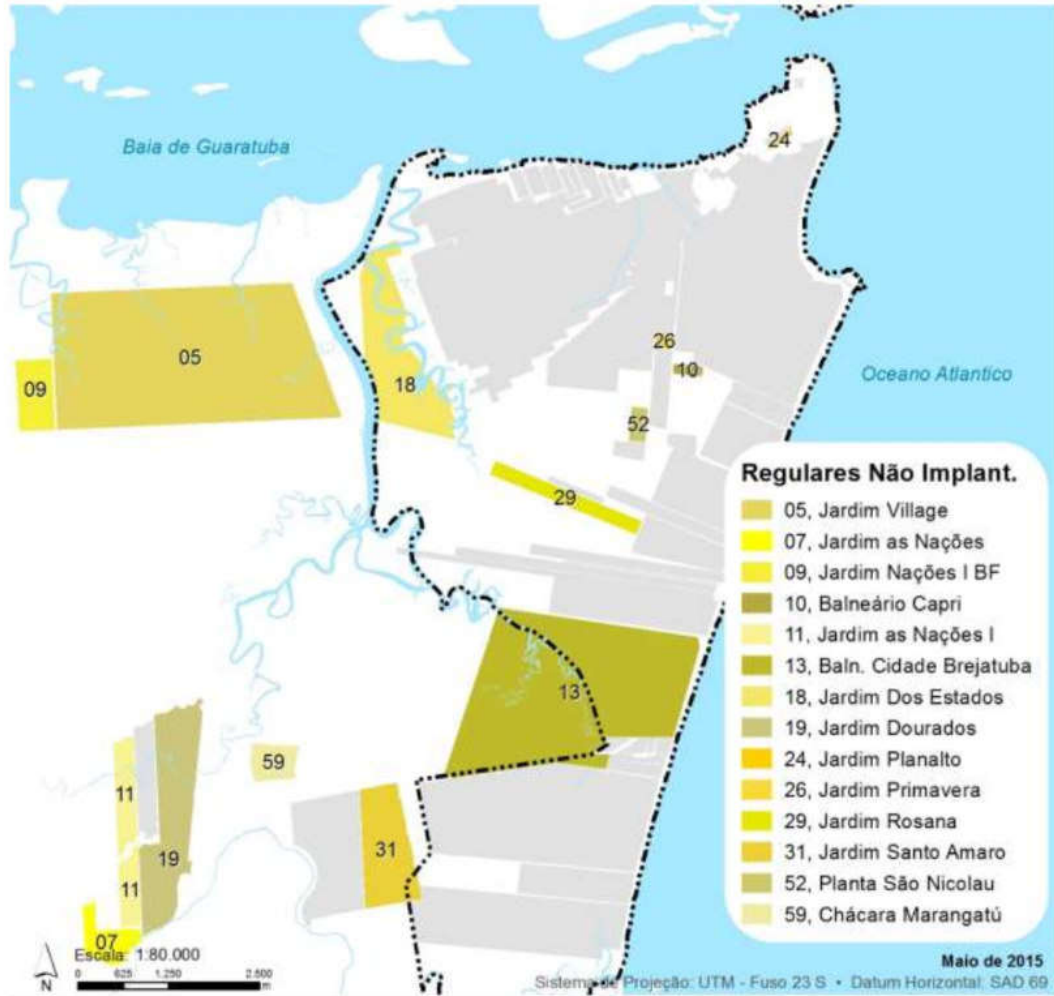 24
Baia de Guaratuba
05
26
09
18
10
Oceano Atlantico
52
29
Regulares Não Implant.
05, Jardim Village
07, Jardim as Nações
09, Jardim Nações I BF
10, Balneário Capri
11, Jardim as Nações I
13, Baln. Cidade Brejatuba
18, Jardim Dos Estados
19, Jardim Dourados
24, Jardim Planalto
26, Jardim Primavera
29, Jardim Rosana
31, Jardim Santo Amaro
52, Planta São Nicolau
59, Chácara Marangatú
13
59
11
31
19
11
07
Escala: 1:80.000
0 625 1.250 2.500
m
N
Maio de 2015
Sistema de Projeção: UTM - Fuso 23 S • Datum Horizontal: SAD 69